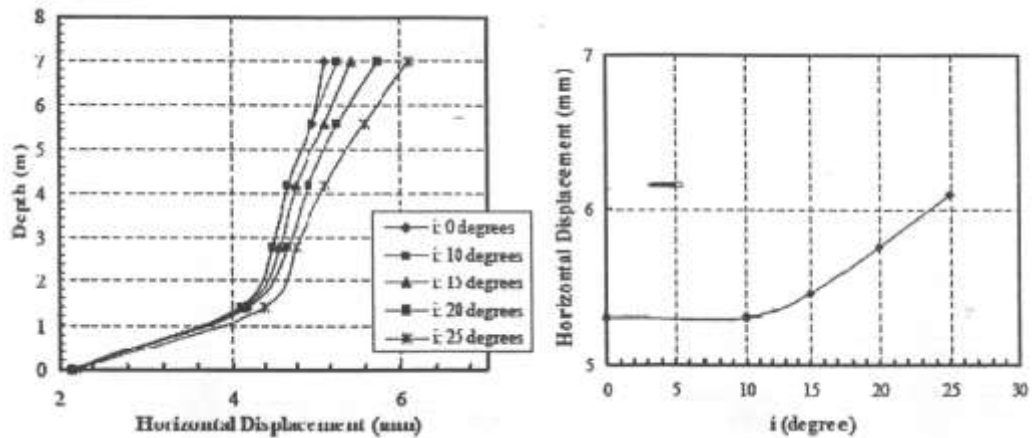 8
7
6
5
4
3
2
1
0
2
4
6
Depth (m)
Horizontal Displacement (mm)
i: 0 degrees
i: 10 degrees
i: 15 degrees
i: 20 degrees
i: 25 degrees
7
6
5
0
5
10
15
20
25
30
Horizontal Displacement (mm)
i (degree)